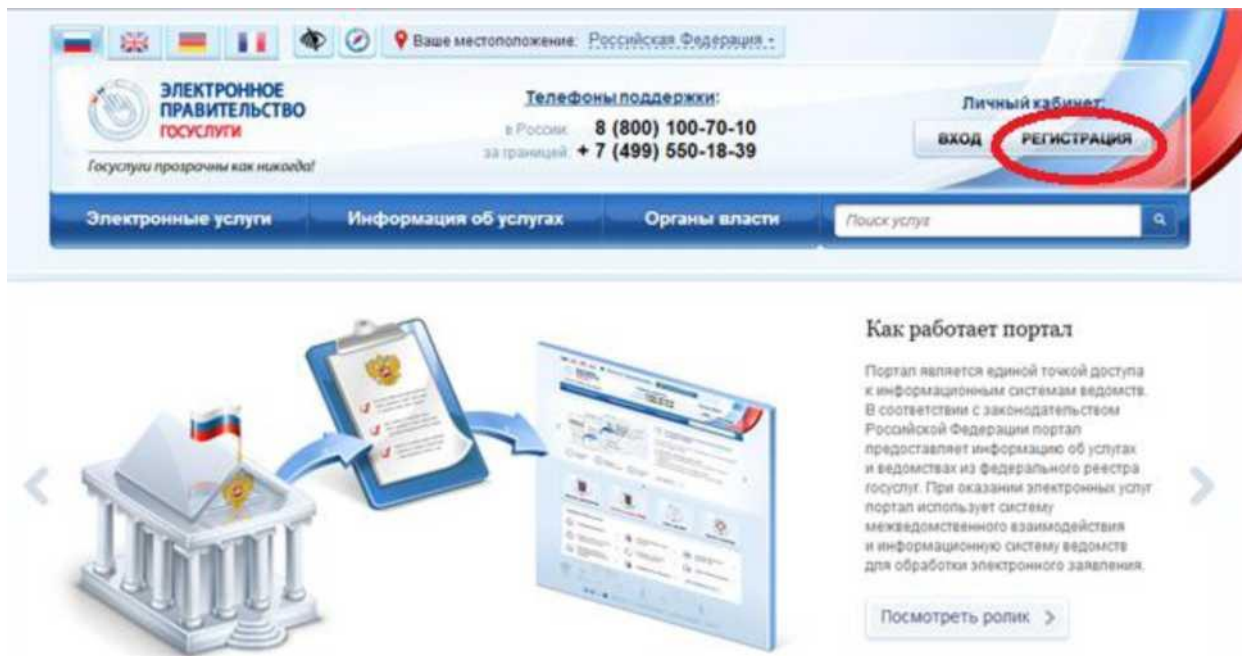 Ваше местоположение: Российская Федерация
ЭЛЕКТРОННОЕ
ПРАВИТЕЛЬСТВО
ГОСУСЛУГИ
Госуслуги прозрачны как никогда!
Телефоны поддержки:
в России: 8 (800) 100-70-10
за границей: + 7 (499) 550-18-39
Личный кабинет:
ВХОД РЕГИСТРАЦИЯ
Электронные услуги Информация об услугах Органы власти Поиск услуг
Как работает портал
Портал является единой точкой доступа
к информационным системам ведомств.
В соответствии с законодательством
Российской Федерации портал
предоставляет информацию об услугах
и ведомствах из федерального реестра
госуслуг. При оказании электронных услуг
портал использует систему
межведомственного взаимодействия
и информационную систему ведомств
для обработки электронного заявления.
Посмотреть ролик